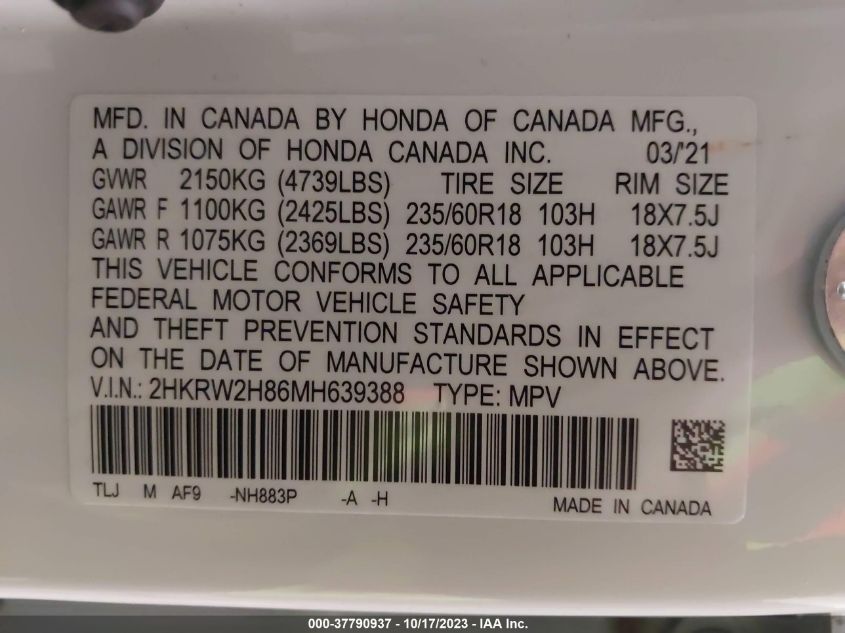 MFD. IN CANADA BY HONDA OF CANADA MFG.,
A DIVISION OF HONDA CANADA INC. 03/'21
GVWR 2150KG (4739LBS) TIRE SIZE RIM SIZE
GAWR F 1100KG (2425LBS) 235/60R18 103H 18X7.5J
GAWR R 1075KG (2369LBS) 235/60R18 103H 18X7.5J
THIS VEHICLE CONFORMS TO ALL APPLICABLE
FEDERAL MOTOR VEHICLE SAFETY
AND THEFT PREVENTION STANDARDS IN EFFECT
ON THE DATE OF MANUFACTURE SHOWN ABOVE.
V.I.N.: 2HKRW2H86MH639388 TYPE: MPV
TLJ M AF9 -NH883P -A -H
MADE IN CANADA
000-37790937 - 10/17/2023 - IAA Inc.